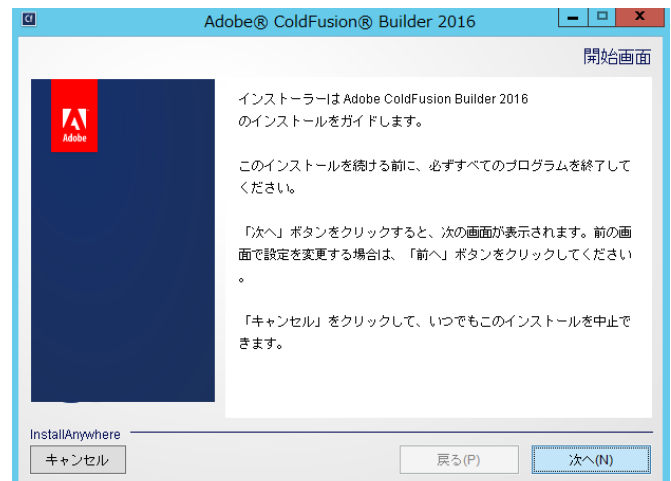 Cf
Adobe® ColdFusion® Builder 2016
開始画面
Adobe
インストーラーは Adobe ColdFusion Builder 2016
のインストールをガイドします。
このインストールを続ける前に、必ずすべてのプログラムを終了して
ください。
「次へ」ボタンをクリックすると、次の画面が表示されます。前の画
面で設定を変更する場合は、「前へ」ボタンをクリックしてください
。
「キャンセル」をクリックして、いつでもこのインストールを中止で
きます。
InstallAnywhere
キャンセル
戻る(P)
次へ(N)